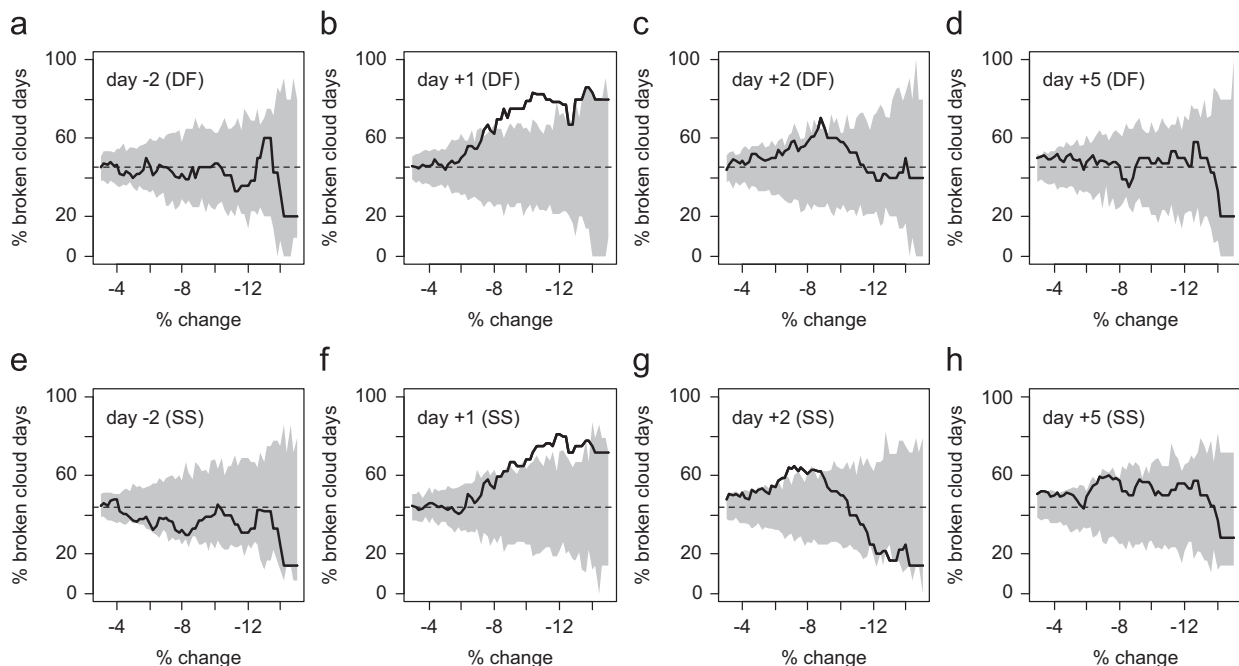 a b c d
day -2 (DF) day +1 (DF) day +2 (DF) day +5 (DF)
% broken cloud days % broken cloud days % broken cloud days % broken cloud days
100 100 100 100
60 60 60 60
20 20 20 20
0 0 0 0
-4 -8 -12 -4 -8 -12 -4 -8 -12 -4 -8 -12
% change % change % change % change
e f g h
day -2 (SS) day +1 (SS) day +2 (SS) day +5 (SS)
% broken cloud days % broken cloud days % broken cloud days % broken cloud days
100 100 100 100
60 60 60 60
20 20 20 20
0 0 0 0
-4 -8 -12 -4 -8 -12 -4 -8 -12 -4 -8 -12
% change % change % change % change